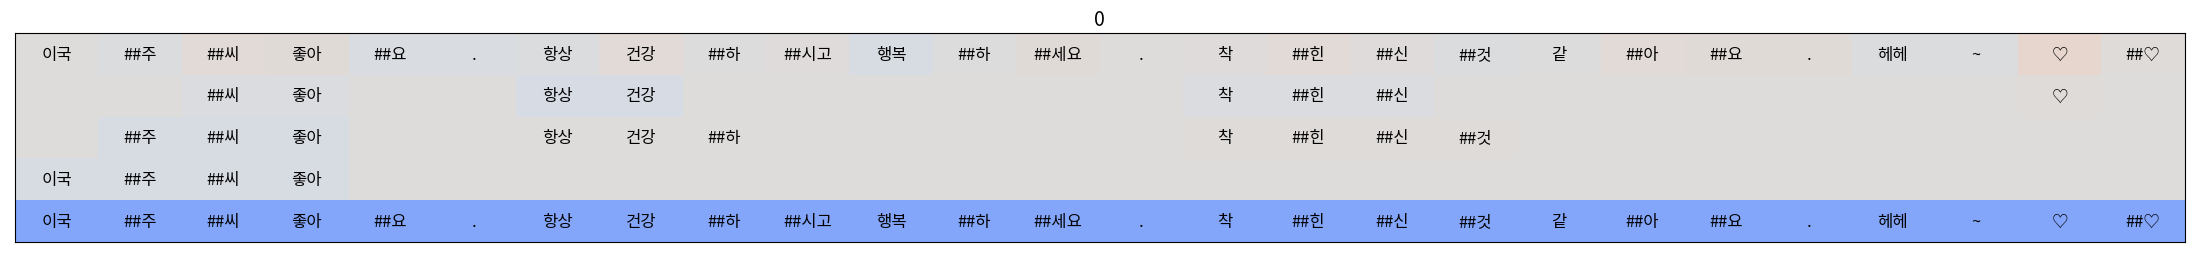 0
이국 ##주 ##씨 좋아 ##요 . 항상 건강 ##하 ##시고 행복 ##하 ##세요 . 착 ##힌 ##신 ##것 같 ##아 ##요 . 헤헤 ~ ♡ ##♡
##씨 좋아 항상 건강 착 ##힌 ##신 ♡
##주 ##씨 좋아 항상 건강 ##하 착 ##힌 ##신 ##것
이국 ##주 ##씨 좋아
이국 ##주 ##씨 좋아 ##요 . 항상 건강 ##하 ##시고 행복 ##하 ##세요 . 착 ##힌 ##신 ##것 같 ##아 ##요 . 헤헤 ~ ♡ ##♡